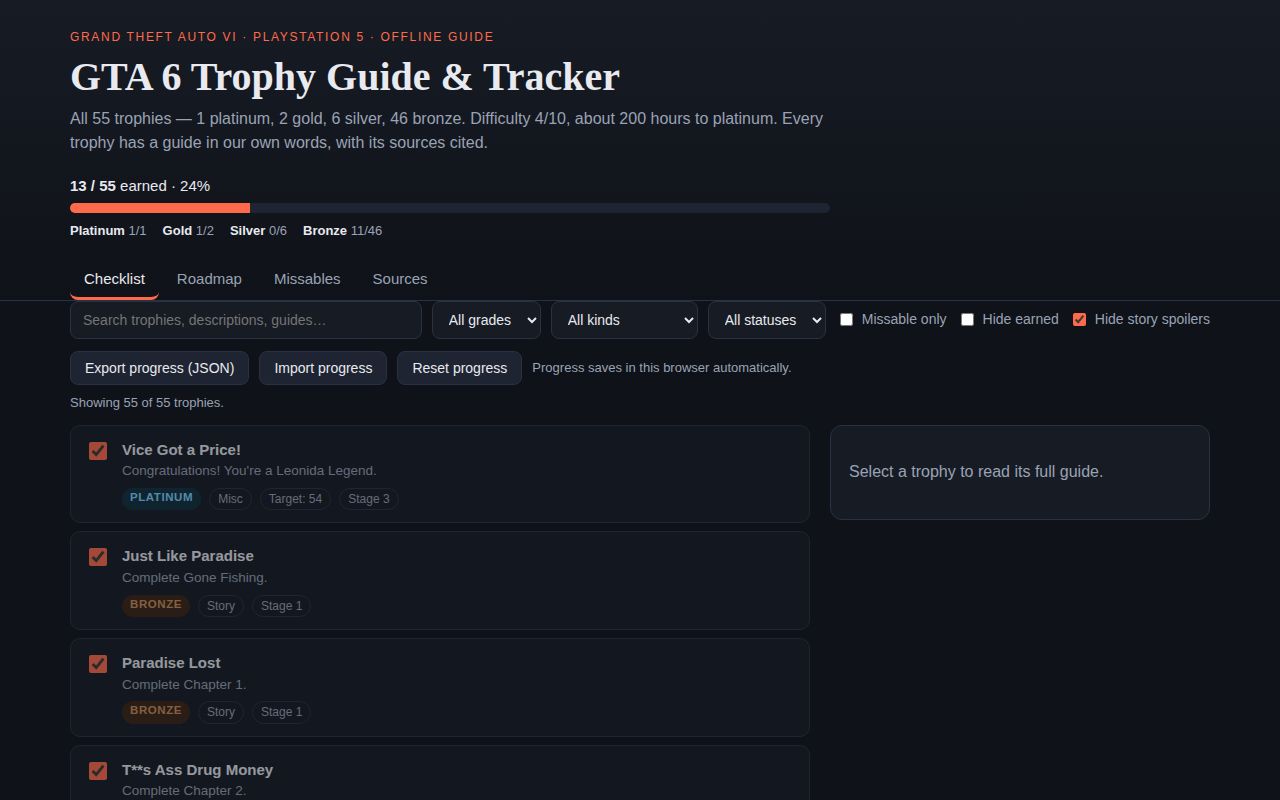 GRAND THEFT AUTO VI · PLAYSTATION 5 · OFFLINE GUIDE
GTA 6 Trophy Guide & Tracker
All 55 trophies — 1 platinum, 2 gold, 6 silver, 46 bronze. Difficulty 4/10, about 200 hours to platinum. Every
trophy has a guide in our own words, with its sources cited.
13 / 55 earned · 24%
Platinum 1/1 Gold 1/2 Silver 0/6 Bronze 11/46
Checklist Roadmap Missables Sources
Search trophies, descriptions, guides… All grades All kinds All statuses Missable only Hide earned Hide story spoilers
Export progress (JSON) Import progress Reset progress Progress saves in this browser automatically.
Showing 55 of 55 trophies.
Vice Got a Price!
Congratulations! You're a Leonida Legend.
PLATINUM Misc Target: 54 Stage 3
Select a trophy to read its full guide.
Just Like Paradise
Complete Gone Fishing.
BRONZE Story Stage 1
Paradise Lost
Complete Chapter 1.
BRONZE Story Stage 1
T**s Ass Drug Money
Complete Chapter 2.